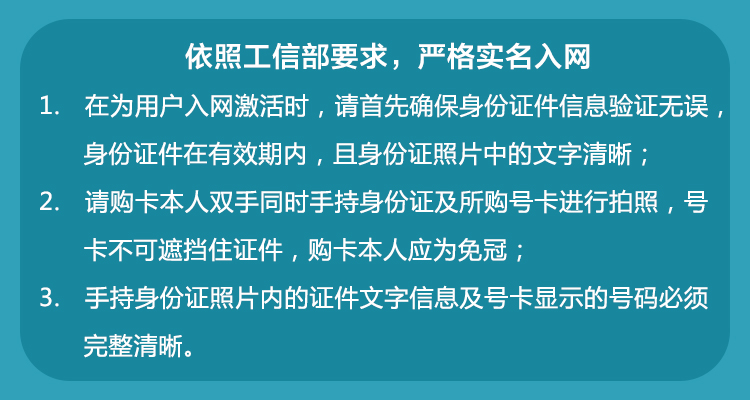 依照工信部要求，严格实名入网
1. 在为用户入网激活时，请首先确保身份证件信息验证无误，
身份证件在有效期内，且身份证照片中的文字清晰；
2. 请购卡本人双手同时手持身份证及所购号卡进行拍照，号
卡不可遮挡住证件，购卡本人应为免冠；
3. 手持身份证照片内的证件文字信息及号卡显示的号码必须
完整清晰。